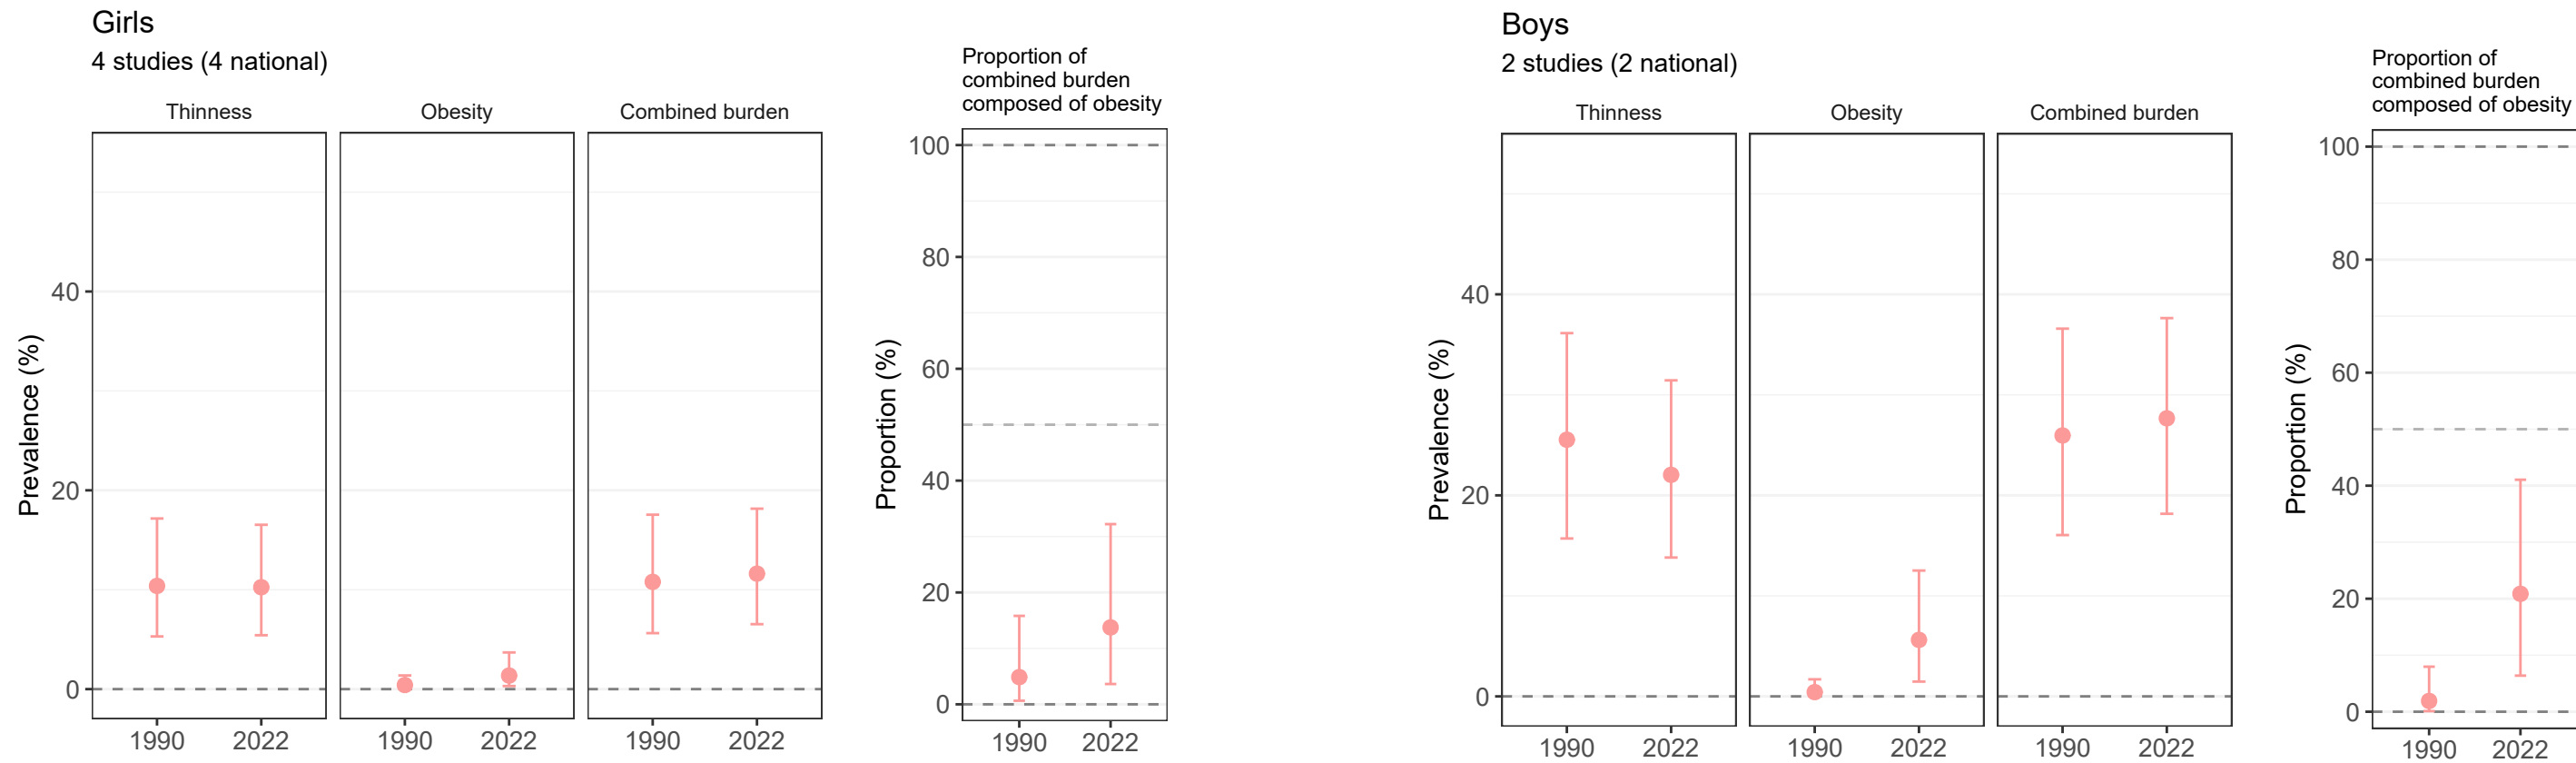 Girls
4 studies (4 national)
Thinness
Obesity
Combined burden
Prevalence (%)
40
20
0
1990 2022
1990 2022
1990 2022
Proportion of
combined burden
composed of obesity
Proportion (%)
100
80
60
40
20
0
1990 2022
Boys
2 studies (2 national)
Thinness
Obesity
Combined burden
Prevalence (%)
40
20
0
1990 2022
1990 2022
1990 2022
Proportion of
combined burden
composed of obesity
Proportion (%)
100
80
60
40
20
0
1990 2022